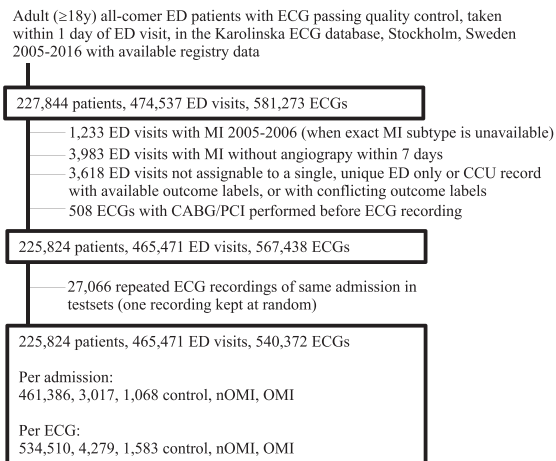 Adult (≥18y) all-comer ED patients with ECG passing quality control, taken
within 1 day of ED visit, in the Karolinska ECG database, Stockholm, Sweden
2005-2016 with available registry data
227,844 patients, 474,537 ED visits, 581,273 ECGs
1,233 ED visits with MI 2005-2006 (when exact MI subtype is unavailable)
3,983 ED visits with MI without angiograpy within 7 days
3,618 ED visits not assignable to a single, unique ED only or CCU record
with available outcome labels, or with conflicting outcome labels
508 ECGs with CABG/PCI performed before ECG recording
225,824 patients, 465,471 ED visits, 567,438 ECGs
27,066 repeated ECG recordings of same admission in
testsets (one recording kept at random)
225,824 patients, 465,471 ED visits, 540,372 ECGs
Per admission:
461,386, 3,017, 1,068 control, nOMI, OMI
Per ECG:
534,510, 4,279, 1,583 control, nOMI, OMI